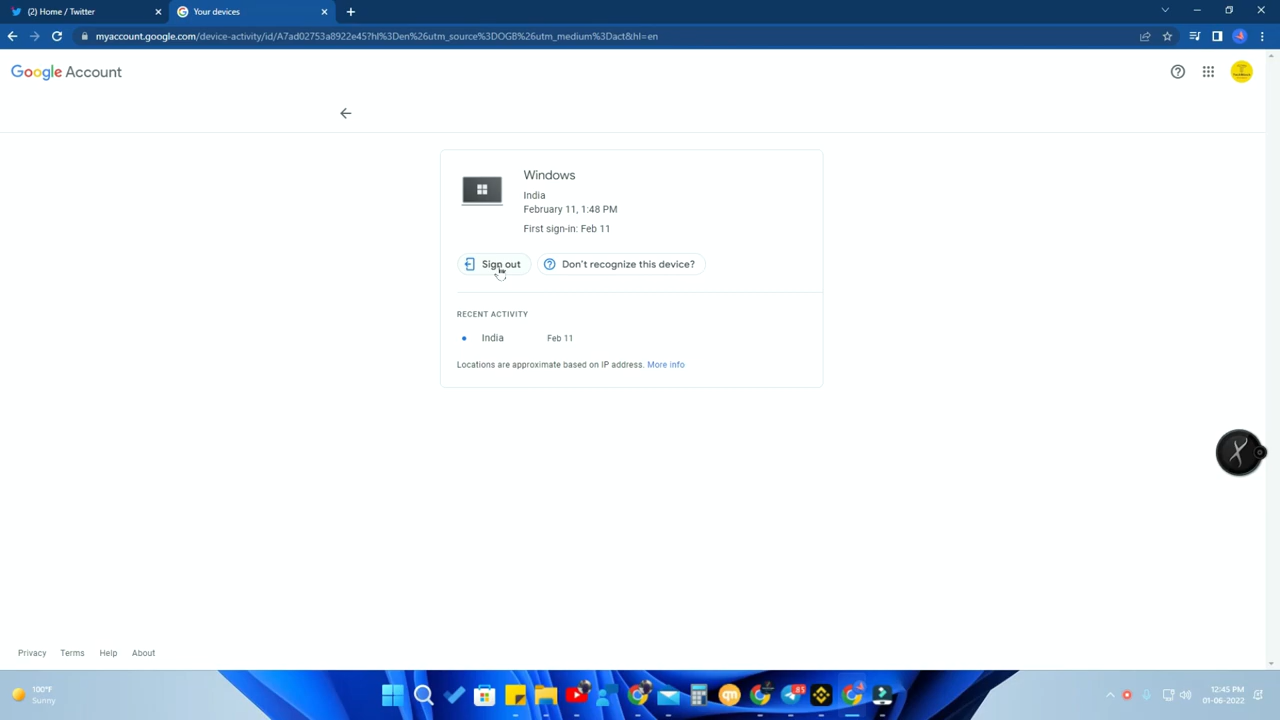 (2) Home / Twitter
Your devices
myaccount.google.com/device-activity/id/A7ad02753a8922e45?hl%3Den%26utm_source%3DOGB%26utm_medium%3Dact&hl=en
Google Account
Windows
India
February 11, 1:48 PM
First sign-in: Feb 11
Sign out
Don't recognize this device?
RECENT ACTIVITY
India Feb 11
Locations are approximate based on IP address. More info
Privacy Terms Help About
100°F
Sunny
85
12:45 PM
01-06-2022